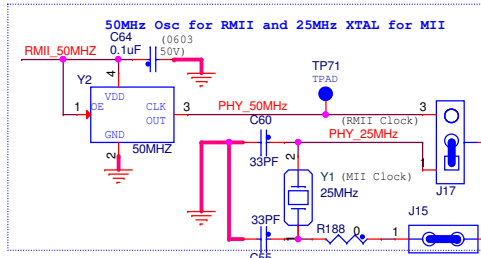 50MHz Osc for RMII and 25MHz XTAL for MII
C64
0.1uF
(0603
50V)
RMII_50MHZ
Y2
4
VDD
1
OE
CLK
OUT
3
GND
2
50MHZ
PHY_50MHz
TP71
TPAD
(RMII Clock)
3
C60
33PF
PHY_25MHz
1
J17
2
Y1
(MII Clock)
25MHz
33PF
1
R188
0
1
J15